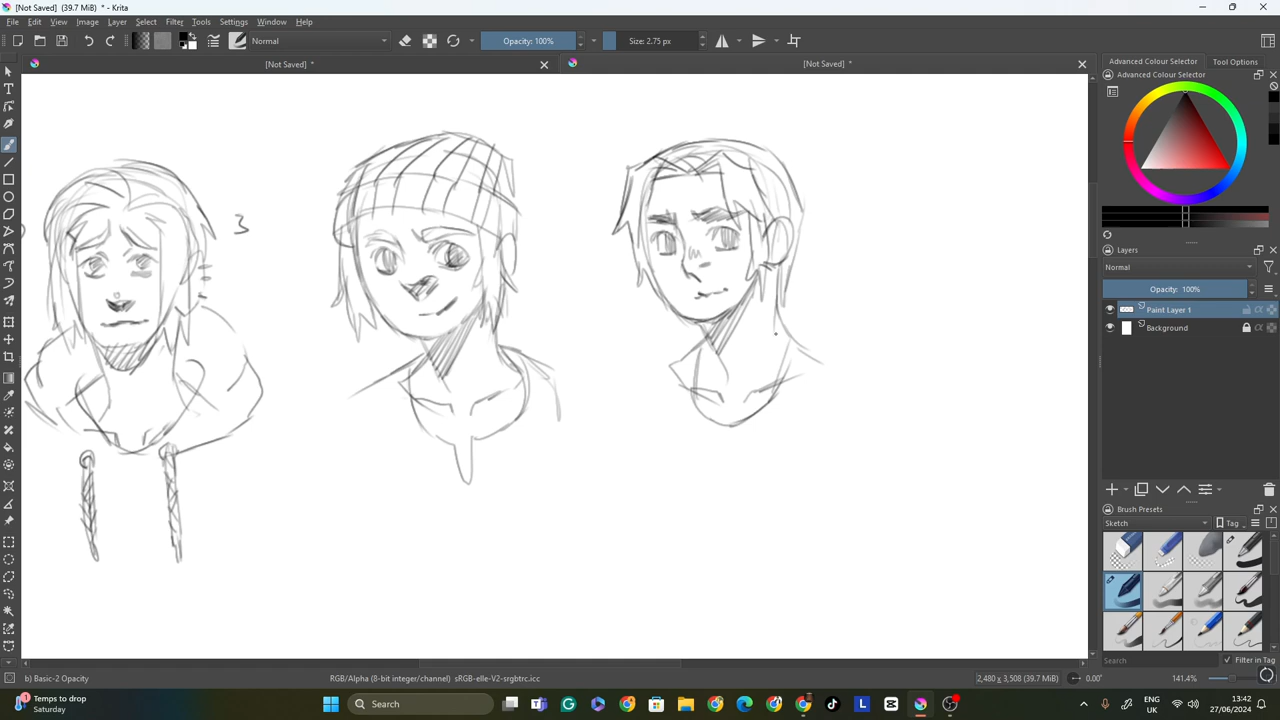 [Not Saved] (39.7 MiB) * - Krita
File Edit View Image Layer Select Filter Tools Settings Window Help
Normal
Opacity: 100%
Size: 2.75 px
[Not Saved] *
[Not Saved] *
Advanced Colour Selector
Tool Options
Advanced Colour Selector
3
Layers
Normal
Opacity: 100%
Paint Layer 1
Background
Brush Presets
Sketch
Tag
Search
Filter in Tag
b) Basic-2 Opacity
RGB/Alpha (8-bit integer/channel) sRGB-elle-V2-srgbtrc.icc
2,480 x 3,508 (39.7 MiB)
0.00°
141.4%
1
Temps to drop
Saturday
Search
ENG
UK
13:42
27/06/2024